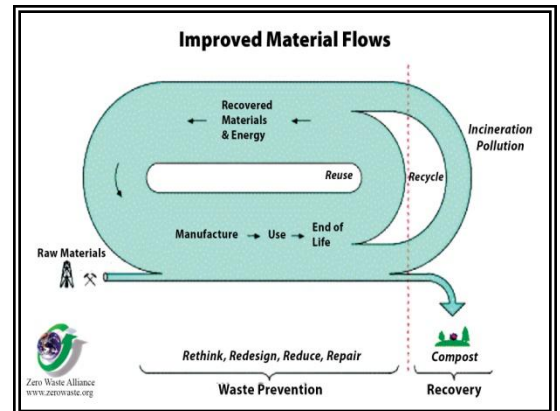 Improved Material Flows
Recovered
Materials
& Energy
Incineration
Pollution
Reuse
Recycle
Manufacture
Use
End of
Life
Raw Materials
Rethink, Redesign, Reduce, Repair
Compost
Waste Prevention
Recovery
Zero Waste Alliance
www.zerowaste.org